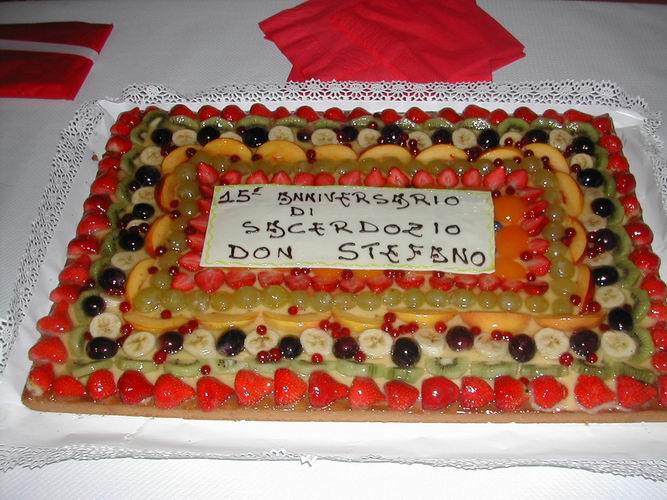 15° ANNIVERSARIO
DI
SACERDOZIO
DON STEFANO